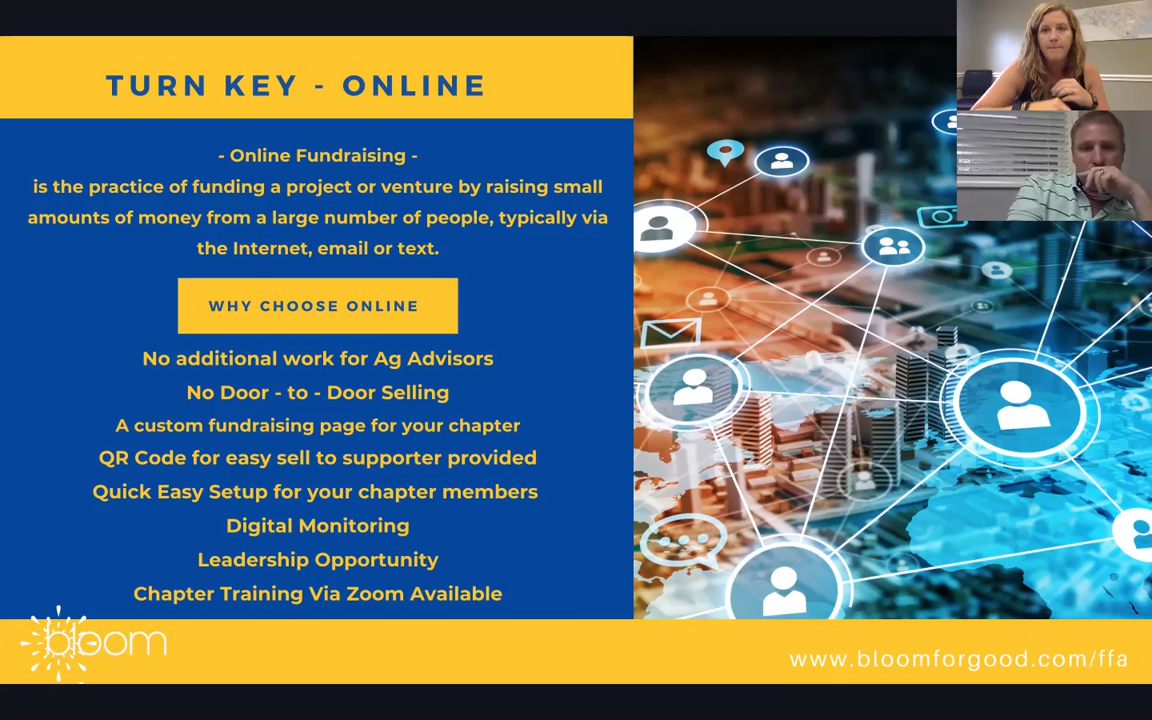 TURN KEY - ONLINE
- Online Fundraising -
is the practice of funding a project or venture by raising small
amounts of money from a large number of people, typically via
the Internet, email or text.
WHY CHOOSE ONLINE
No additional work for Ag Advisors
No Door - to - Door Selling
A custom fundraising page for your chapter
QR Code for easy sell to supporter provided
Quick Easy Setup for your chapter members
Digital Monitoring
Leadership Opportunity
Chapter Training Via Zoom Available
bloom
www.bloomforgood.com/ffa